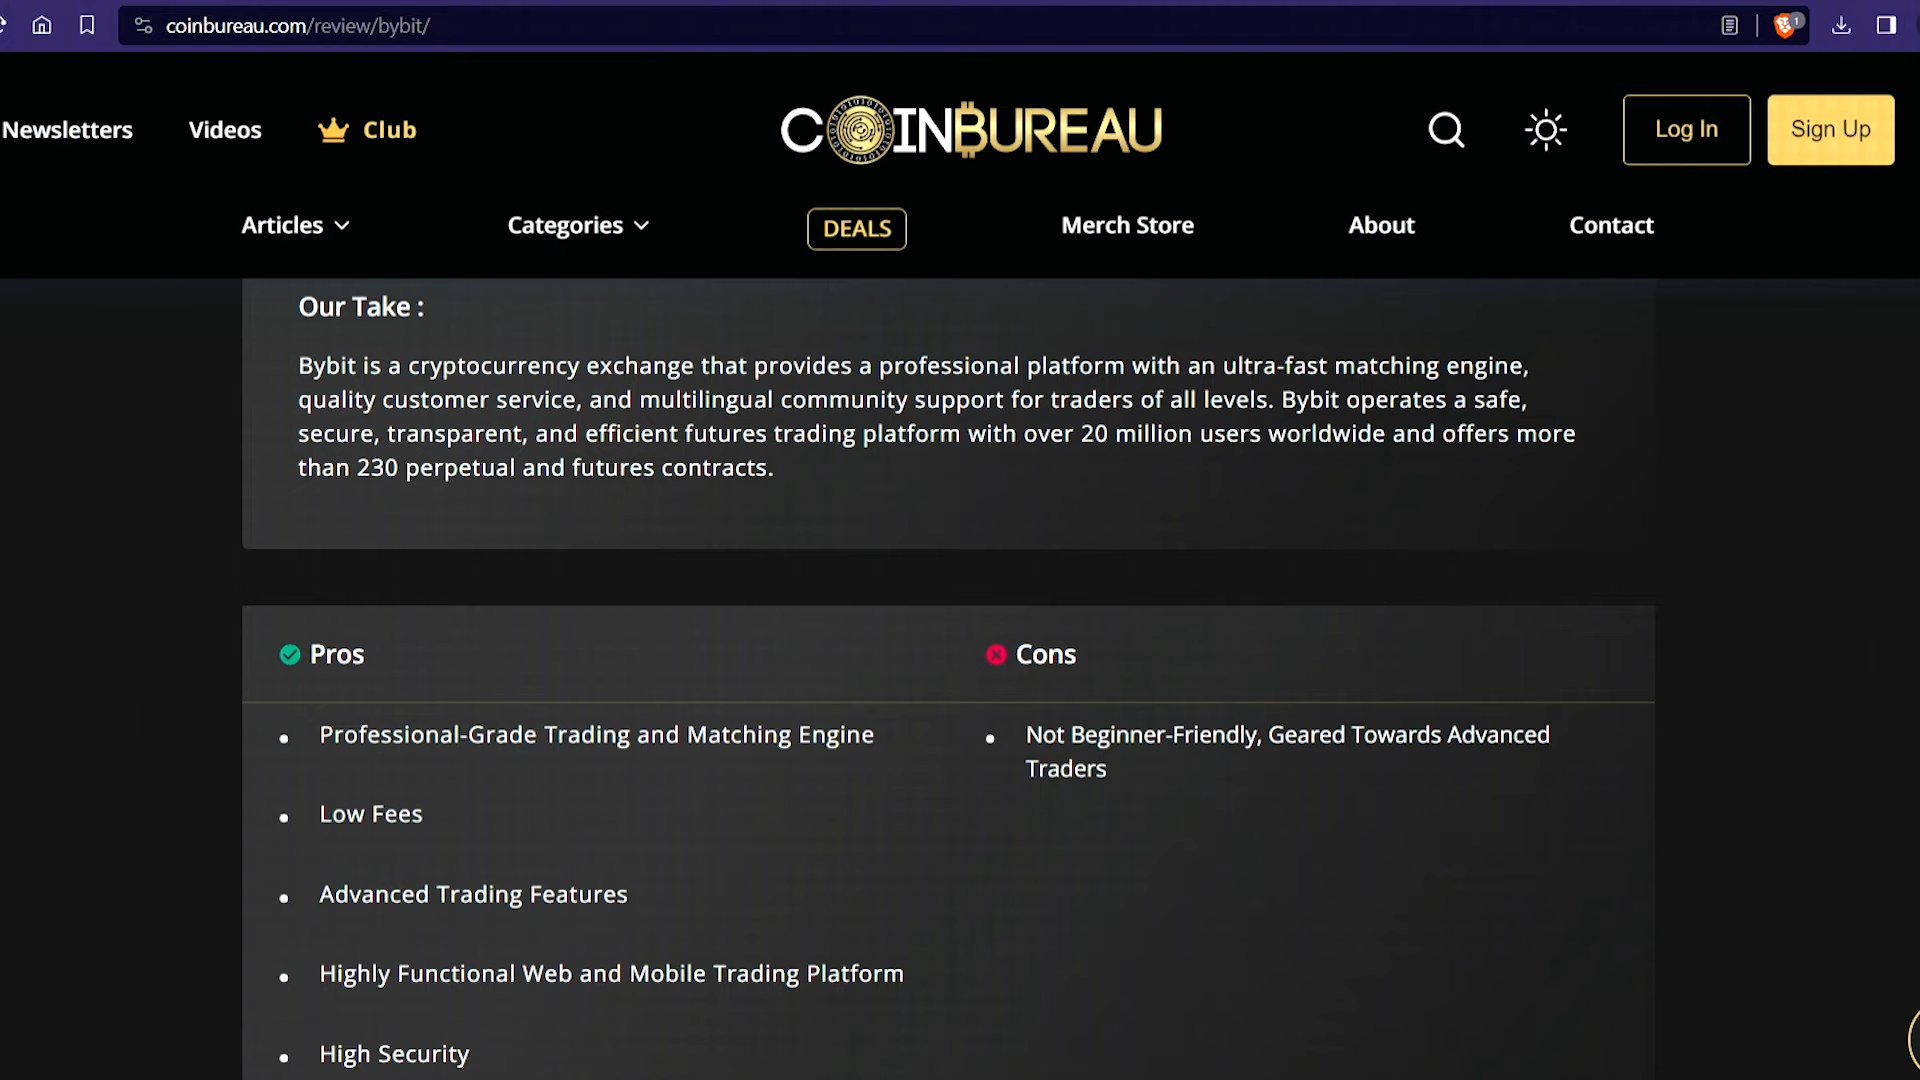 coinbureau.com/review/bybit/
1
Newsletters
Videos
Club
COINBUREAU
Log In
Sign Up
Articles
Categories
DEALS
Merch Store
About
Contact
Our Take :
Bybit is a cryptocurrency exchange that provides a professional platform with an ultra-fast matching engine,
quality customer service, and multilingual community support for traders of all levels. Bybit operates a safe,
secure, transparent, and efficient futures trading platform with over 20 million users worldwide and offers more
than 230 perpetual and futures contracts.
Pros
Professional-Grade Trading and Matching Engine
Low Fees
Advanced Trading Features
Highly Functional Web and Mobile Trading Platform
High Security
Cons
Not Beginner-Friendly, Geared Towards Advanced
Traders